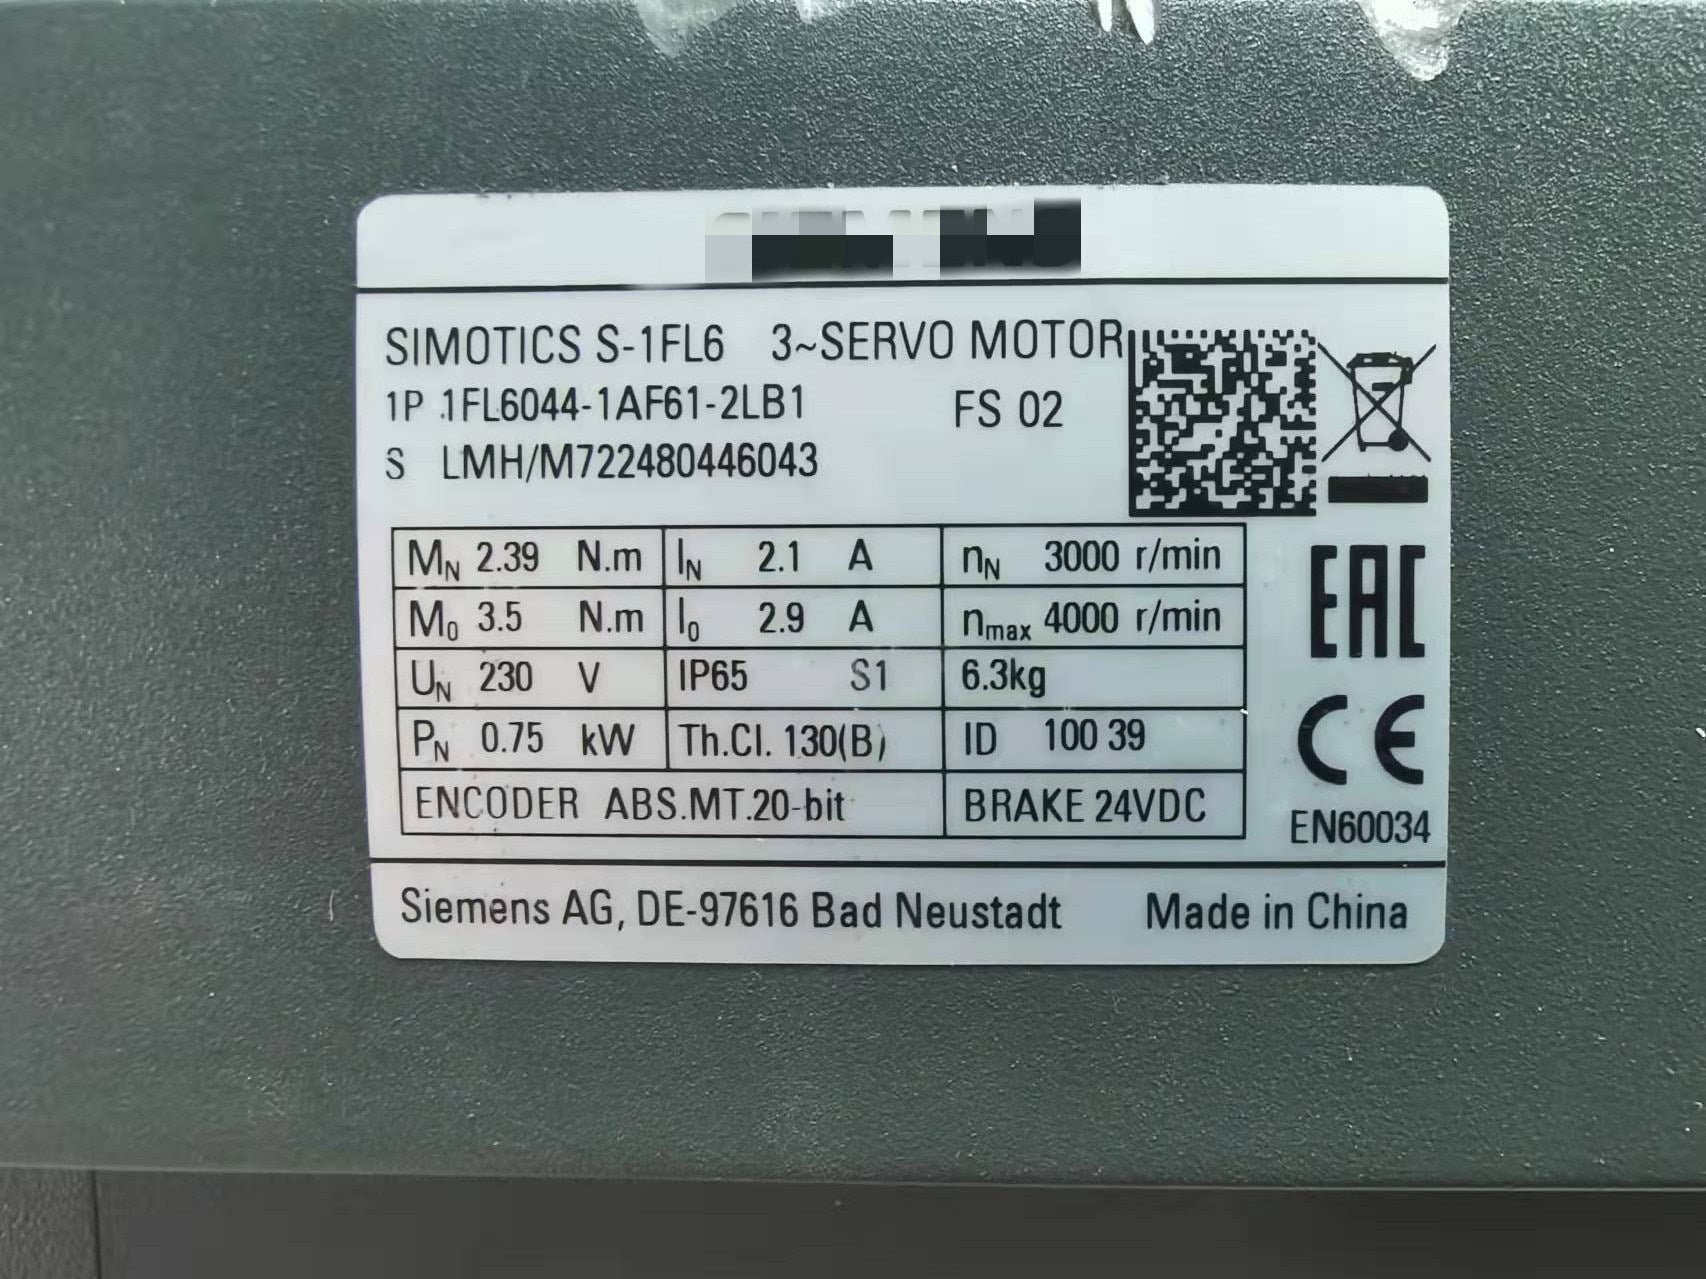 SIMOTICS S-1FL6 3~SERVO MOTOR
1P 1FL6044-1AF61-2LB1 FS 02
S LMH/M722480446043
MN 2.39 N.m IN 2.1 A nN 3000 r/min
M0 3.5 N.m I0 2.9 A nmax 4000 r/min
UN 230 V IP65 S1 6.3kg
PN 0.75 kW Th.Cl. 130(B) ID 100 39
ENCODER ABS.MT.20-bit BRAKE 24VDC
EAC
CE
EN60034
Siemens AG, DE-97616 Bad Neustadt Made in China